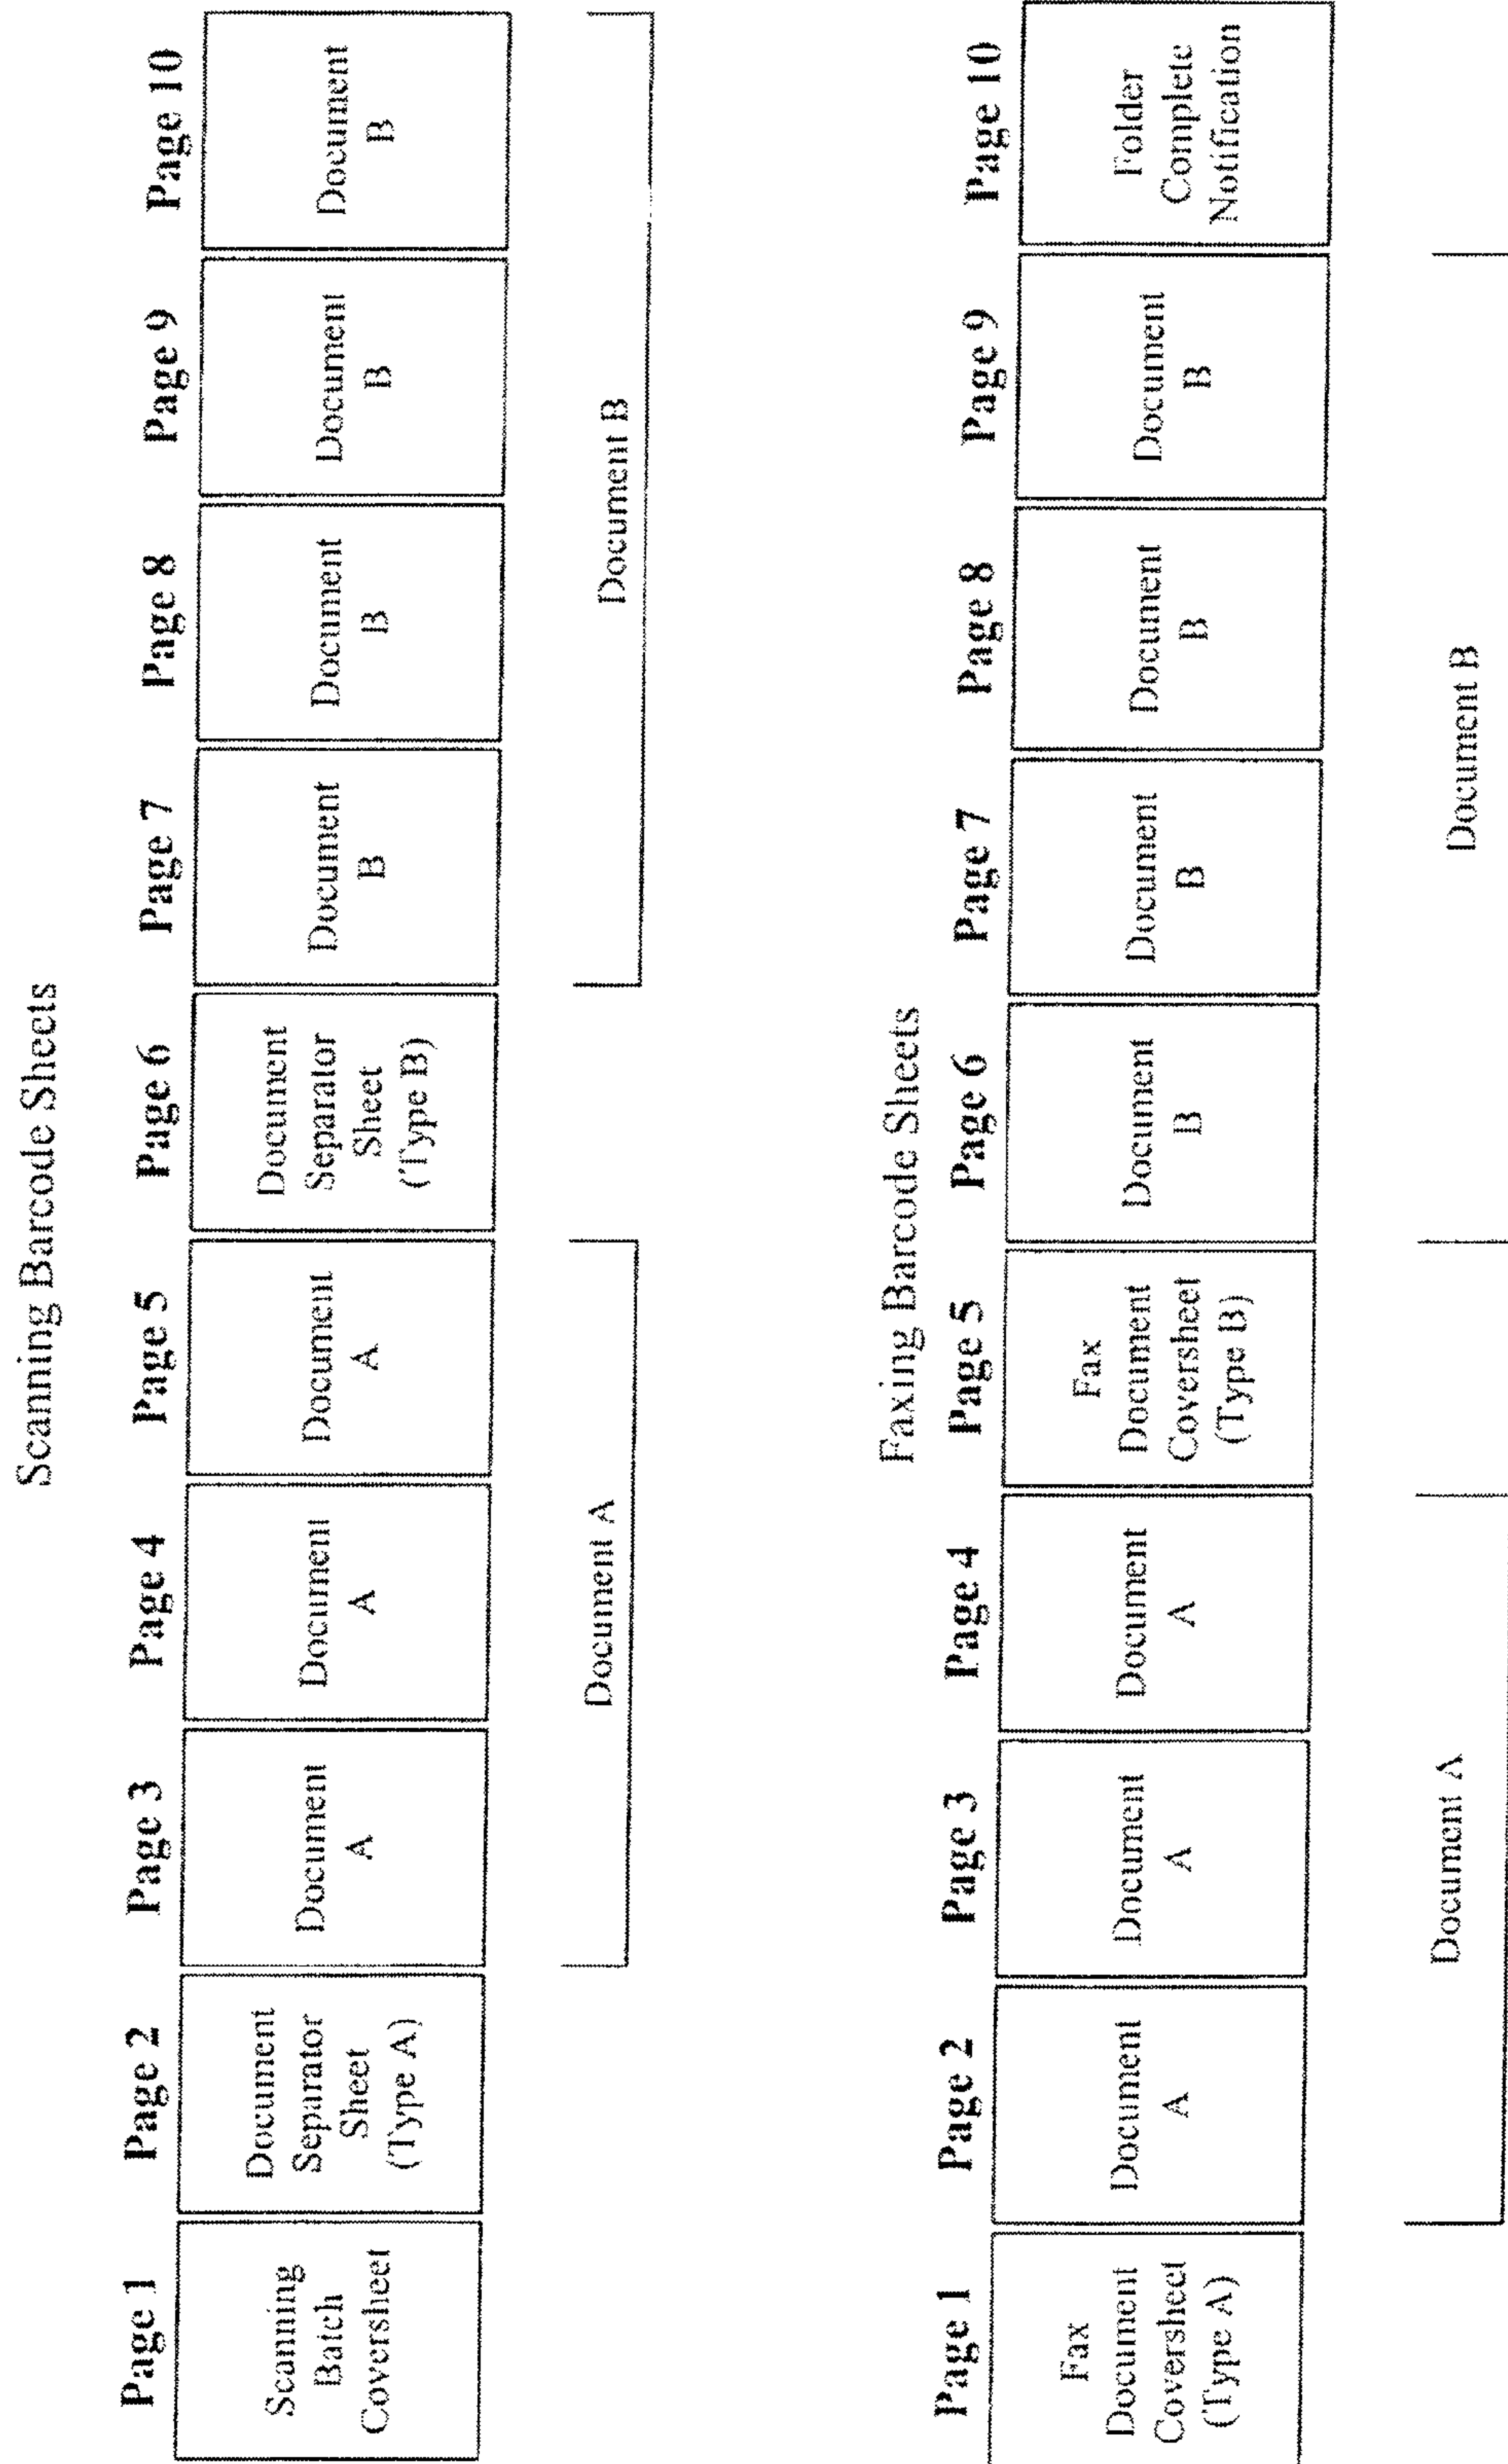 Scanning Barcode Sheets
Page 1
Page 2
Page 3
Page 4
Page 5
Page 6
Page 7
Page 8
Page 9
Page 10
Scanning
Batch
Coversheet
Document
Separator
Sheet
(Type A)
Document
A
Document
A
Document
A
Document
Separator
Sheet
(Type B)
Document
B
Document
B
Document
B
Document
B
Document A
Document B
Faxing Barcode Sheets
Page 1
Page 2
Page 3
Page 4
Page 5
Page 6
Page 7
Page 8
Page 9
Page 10
Fax
Document
Coversheet
(Type A)
Document
A
Document
A
Document
A
Fax
Document
Coversheet
(Type B)
Document
B
Document
B
Document
B
Document
B
Folder
Complete
Notification
Document A
Document B